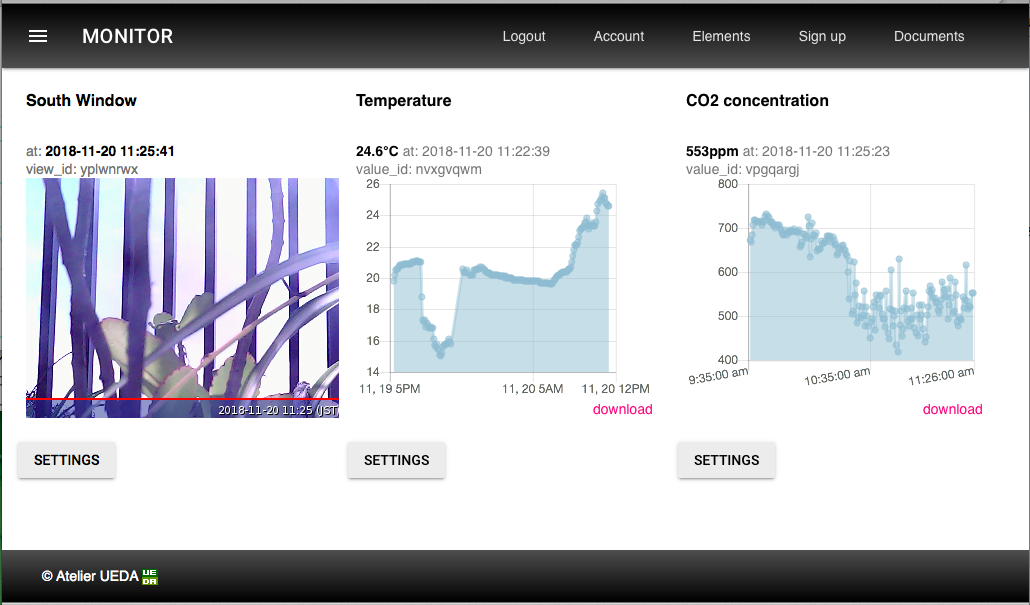 MONITOR
Logout
Account
Elements
Sign up
Documents
South Window
at: 2018-11-20 11:25:41
view_id: yplwnrwx
2018-11-20 11:25 (JST)
SETTINGS
Temperature
24.6°C at: 2018-11-20 11:22:39
value_id: nvxgvqwm
26
24
22
20
18
16
14
11, 19 5PM
11, 20 5AM
11, 20 12PM
download
SETTINGS
CO2 concentration
553ppm at: 2018-11-20 11:25:23
value_id: vpgqargj
800
700
600
500
400
9:35:00 am
10:35:00 am
11:26:00 am
download
SETTINGS
© Atelier UEDA
UE
DA